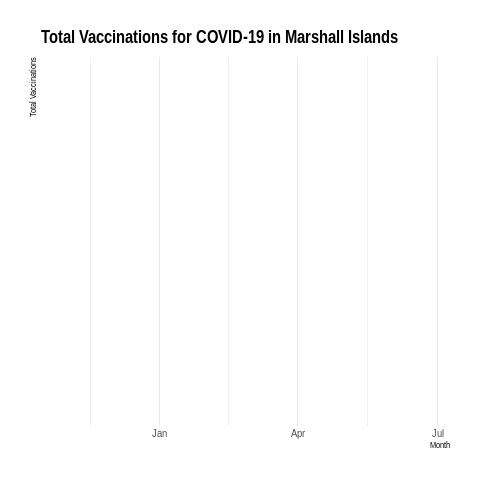 Total Vaccinations for COVID-19 in Marshall Islands
Total Vaccinations
Jan
Apr
Jul
Month